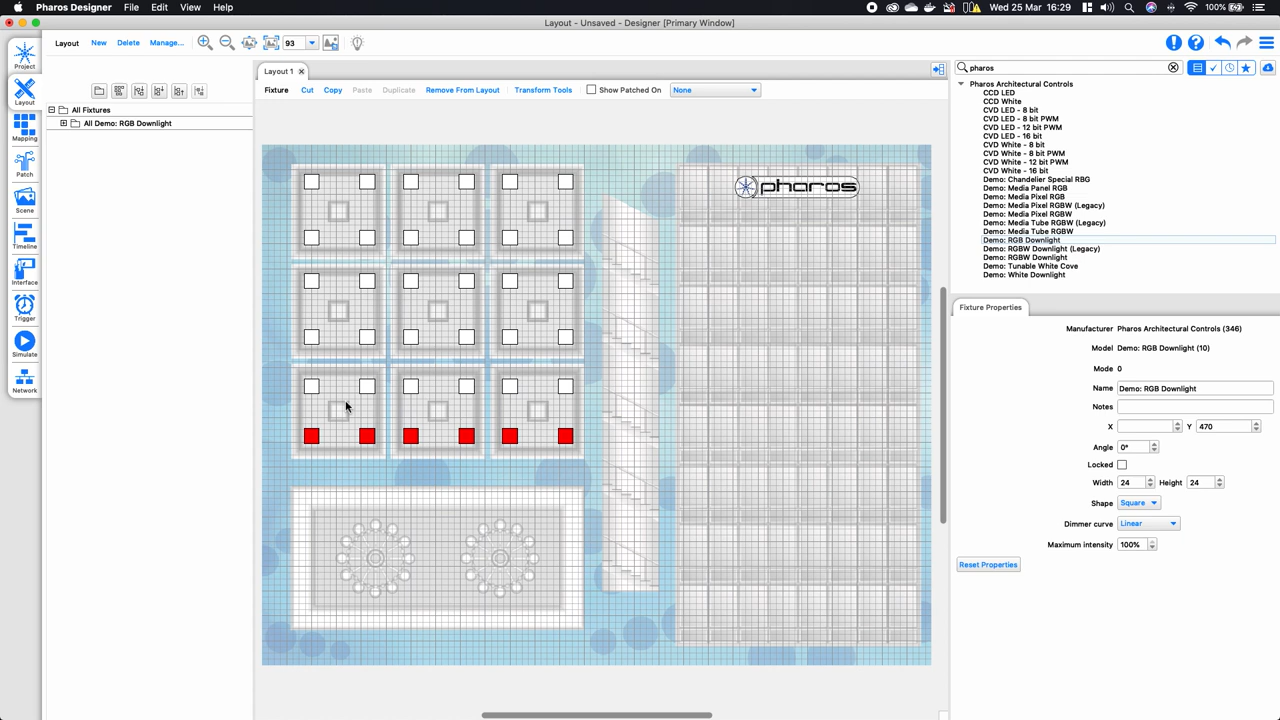 Pharos Designer File Edit View Help 100% Wed 25 Mar 16:29
Layout - Unsaved - Designer [Primary Window]
Layout New Delete Manage... 93
Project
Layout
Mapping
Patch
Scene
Timeline
Interface
Trigger
Simulate
Network
All Fixtures
All Demo: RGB Downlight
Layout 1
Fixture Cut Copy Paste Duplicate Remove From Layout Transform Tools Show Patched On None
pharos
pharos
Pharos Architectural Controls
CCD LED
CCD White
CVD LED - 8 bit
CVD LED - 8 bit PWM
CVD LED - 12 bit PWM
CVD LED - 16 bit
CVD White - 8 bit
CVD White - 8 bit PWM
CVD White - 12 bit PWM
CVD White - 16 bit
Demo: Chandelier Special RBG
Demo: Media Panel RGB
Demo: Media Pixel RGB
Demo: Media Pixel RGBW (Legacy)
Demo: Media Pixel RGBW
Demo: Media Tube RGBW (Legacy)
Demo: Media Tube RGBW
Demo: RGB Downlight
Demo: RGBW Downlight (Legacy)
Demo: RGBW Downlight
Demo: Tunable White Cove
Demo: White Downlight
Fixture Properties
Manufacturer Pharos Architectural Controls (346)
Model Demo: RGB Downlight (10)
Mode 0
Name Demo: RGB Downlight
Notes
X Y 470
Angle 0°
Locked
Width 24 Height 24
Shape Square
Dimmer curve Linear
Maximum intensity 100%
Reset Properties